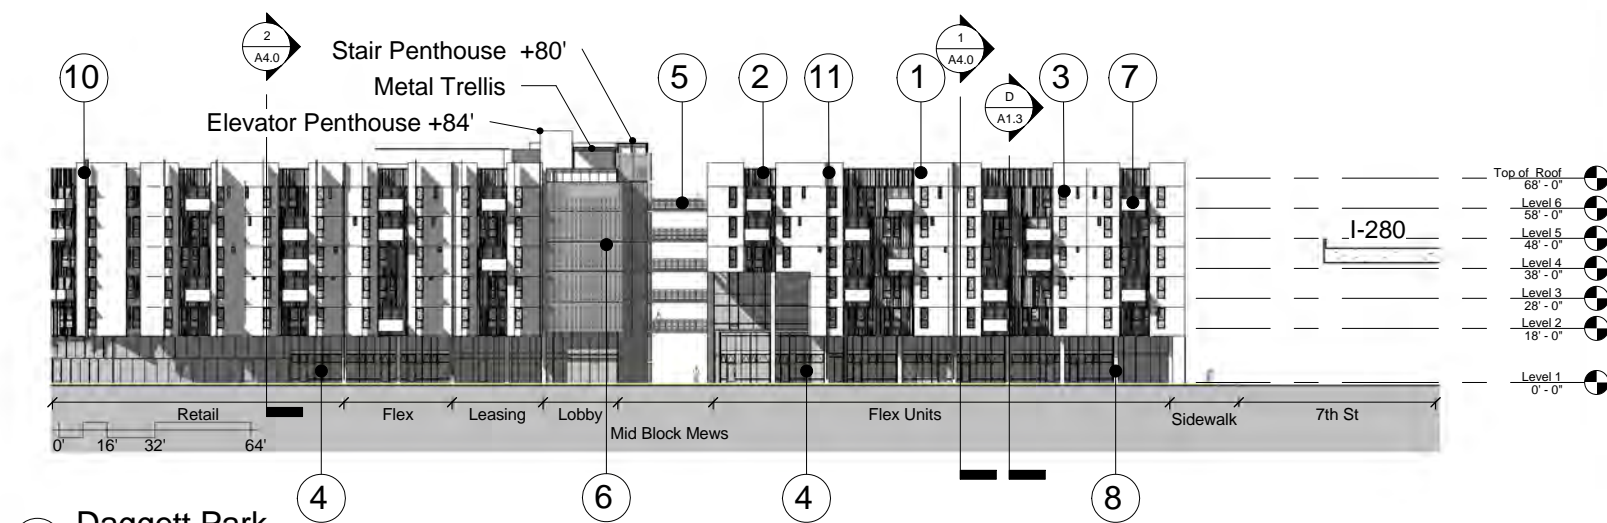 2
A4.0
1
A4.0
Stair Penthouse +80'
10
5
2
11
1
3
7
Metal Trellis
D
A1.3
Elevator Penthouse +84'
Top of Roof
68' - 0"
Level 6
58' - 0"
I-280
Level 5
48' - 0"
Level 4
38' - 0"
Level 3
28' - 0"
Level 2
18' - 0"
Level 1
0' - 0"
Retail
Flex
Leasing
Lobby
Flex Units
Sidewalk
7th St
Mid Block Mews
0' 16' 32' 64'
4
6
4
8
Daggett Park